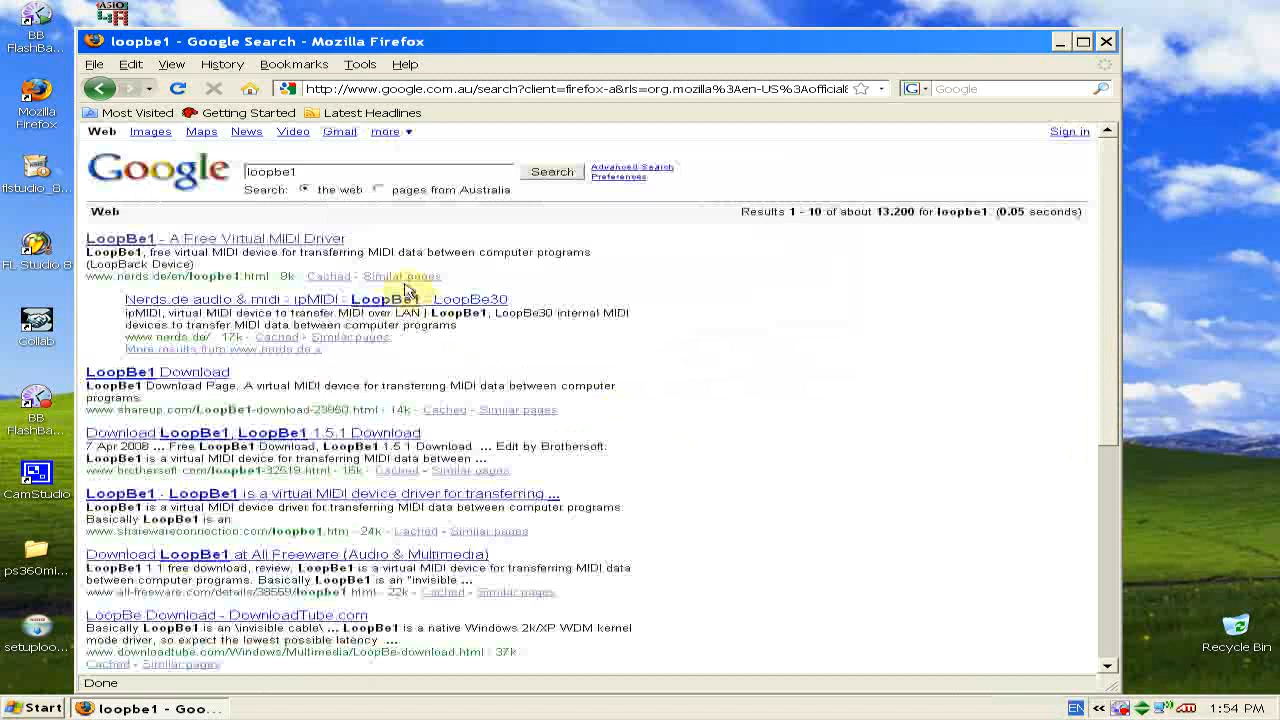 BB
FlashBa...
Mozilla
Firefox
flstudio_8...
FL Studio 8
Collab
BB
FlashBa...
CamStudio
ps360mi...
setuploo...
ASIO
loopbe1 - Google Search - Mozilla Firefox
File Edit View History Bookmarks Tools Help
http://www.google.com.au/search?client=firefox-a&rls=org.mozilla%3Aen-US%3Aofficial&
Google
Most Visited Getting Started Latest Headlines
Web Images Maps News Video Gmail more ▼ Sign in
Google loopbe1 Search Advanced Search
Preferences
Search: the web pages from Australia
Web Results 1 - 10 of about 13,200 for loopbe1. (0.05 seconds)
LoopBe1 - A Free Virtual MIDI Driver
LoopBe1, free virtual MIDI device for transferring MIDI data between computer programs
(LoopBack Device)
www.nerds.de/en/loopbe1.html - 9k - Cached - Similar pages
Nerds.de audio & midi - ipMIDI - LoopBe1 - LoopBe30
ipMIDI, virtual MIDI device to transfer MIDI over LAN | LoopBe1, LoopBe30 internal MIDI
devices to transfer MIDI data between computer programs
www.nerds.de/ - 17k - Cached - Similar pages
More results from www.nerds.de »
LoopBe1 Download
LoopBe1 Download Page. A virtual MIDI device for transferring MIDI data between computer
programs.
www.shareup.com/LoopBe1-download-23960.html - 14k - Cached - Similar pages
Download LoopBe1, LoopBe1 1.5.1 Download
7 Apr 2008 ... Free LoopBe1 Download, LoopBe1 1.5.1 Download ... Edit by Brothersoft:
LoopBe1 is a virtual MIDI device for transferring MIDI data between ...
www.brothersoft.com/loopbe1-32519.html - 16k - Cached - Similar pages
LoopBe1 - LoopBe1 is a virtual MIDI device driver for transferring ...
LoopBe1 is a virtual MIDI device driver for transferring MIDI data between computer programs
Basically LoopBe1 is an
www.sharewareconnection.com/loopbe1.htm - 24k - Cached - Similar pages
Download LoopBe1 at All Freeware (Audio & Multimedia)
LoopBe1 1.1 free download, review. LoopBe1 is a virtual MIDI device for transferring MIDI data
between computer programs. Basically LoopBe1 is an "invisible ...
www.all-freeware.com/details/38559/loopbe1.html - 22k - Cached - Similar pages
LoopBe Download - DownloadTube.com
Basically LoopBe1 is an \invisible cable\ ... LoopBe1 is a native Windows 2k/XP WDM kernel
mode driver, so expect the lowest possible latency ...
www.downloadtube.com/Windows/Multimedia/LoopBe-download.html - 37k -
Cached - Similar pages
Done
Recycle Bin
Start loopbe1 - Goo... EN 1:54 PM